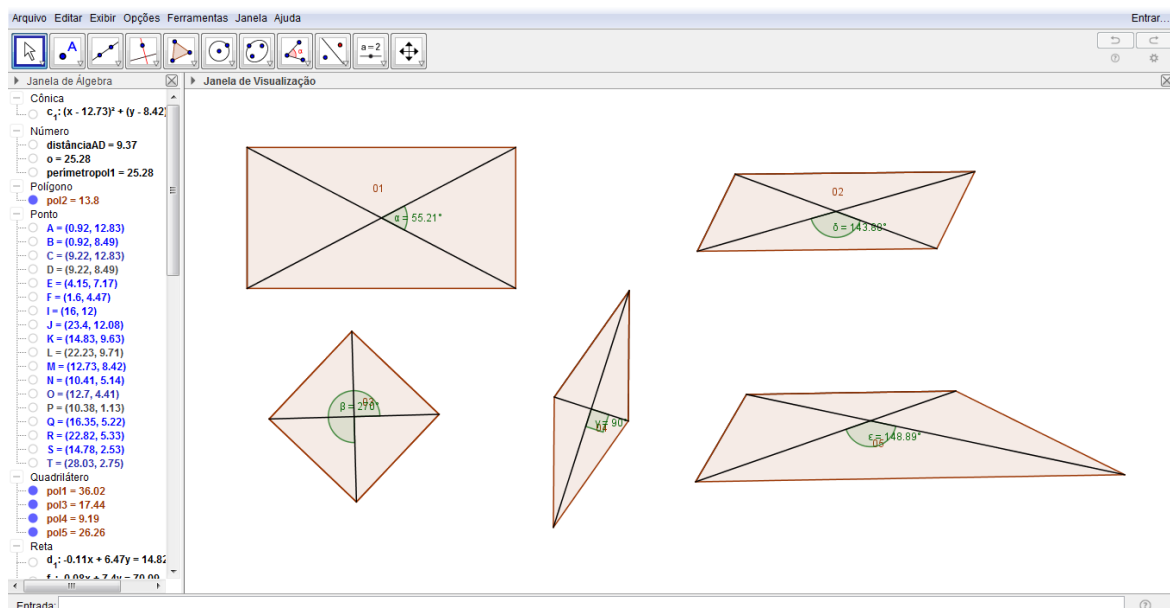 Arquivo Editar Exibir Opções Ferramentas Janela Ajuda
Entrar...
A
α
a = 2
Janela de Álgebra
Janela de Visualização
Cônica
c₁: (x - 12.73)² + (y - 8.42)
Número
distânciaAD = 9.37
o = 25.28
perímetropol1 = 25.28
Polígono
pol2 = 13.8
Ponto
A = (0.92, 12.83)
B = (0.92, 8.49)
C = (9.22, 12.83)
D = (9.22, 8.49)
E = (4.15, 7.17)
F = (1.6, 4.47)
I = (16, 12)
J = (23.4, 12.08)
K = (14.83, 9.63)
L = (22.23, 9.71)
M = (12.73, 8.42)
N = (10.41, 5.14)
O = (12.7, 4.41)
P = (10.38, 1.13)
Q = (16.35, 5.22)
R = (22.82, 5.33)
S = (14.78, 2.53)
T = (28.03, 2.75)
Quadrilátero
pol1 = 36.02
pol3 = 17.44
pol4 = 9.19
pol5 = 26.26
Reta
d₁: -0.11x + 6.47y = 14.82
Entrada:
01
α = 55.21°
02
δ = 143.88°
03
β = 270°
γ = 90°
ε = 148.89°
05